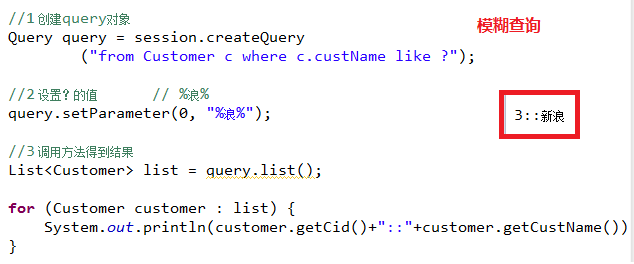 //1 创建query对象
Query query = session.createQuery
("from Customer c where c.custName like ?");
模糊查询
//2 设置?的值 // %浪%
query.setParameter(0, "%浪%");
3::新浪
//3 调用方法得到结果
List<Customer> list = query.list();
for (Customer customer : list) {
System.out.println(customer.getCid()+"::"+customer.getCustName())
}